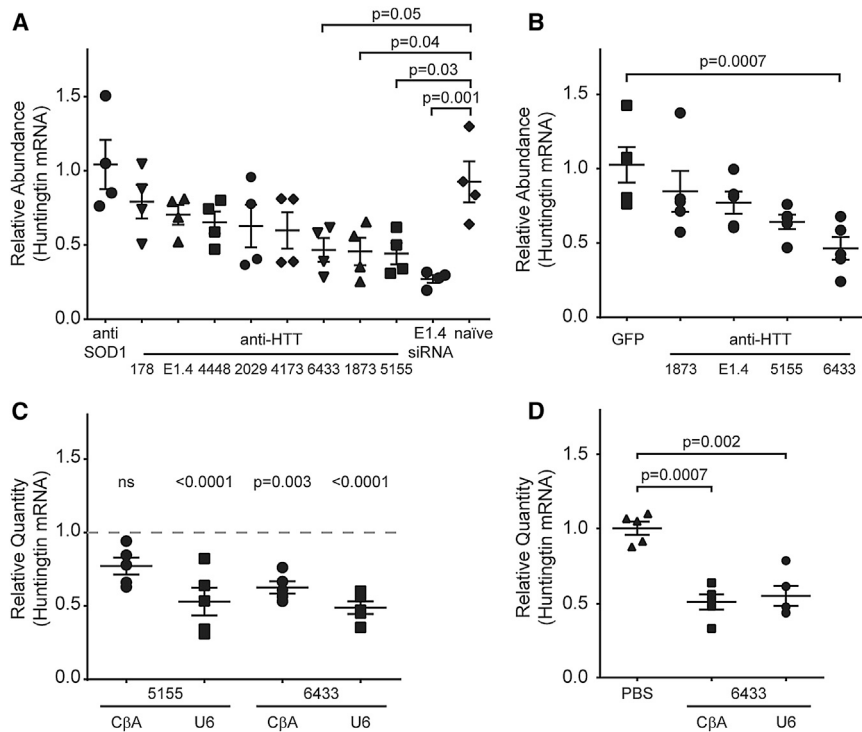 A
p=0.05
p=0.04
p=0.03
p=0.001
Relative Abundance
(Huntingtin mRNA)
1.5
1.0
0.5
0.0
anti
SOD1
anti-HTT
E1.4
siRNA
naïve
178 E1.4 4448 2029 4173 6433 1873 5155
B
p=0.0007
Relative Abundance
(Huntingtin mRNA)
1.5
1.0
0.5
0.0
GFP
anti-HTT
1873 E1.4 5155 6433
C
Relative Quantity
(Huntingtin mRNA)
1.5
1.0
0.5
0.0
ns <0.0001 p=0.003 <0.0001
5155 6433
CβA U6 CβA U6
D
p=0.002
p=0.0007
Relative Quantity
(Huntingtin mRNA)
1.5
1.0
0.5
0.0
PBS
6433
CβA U6